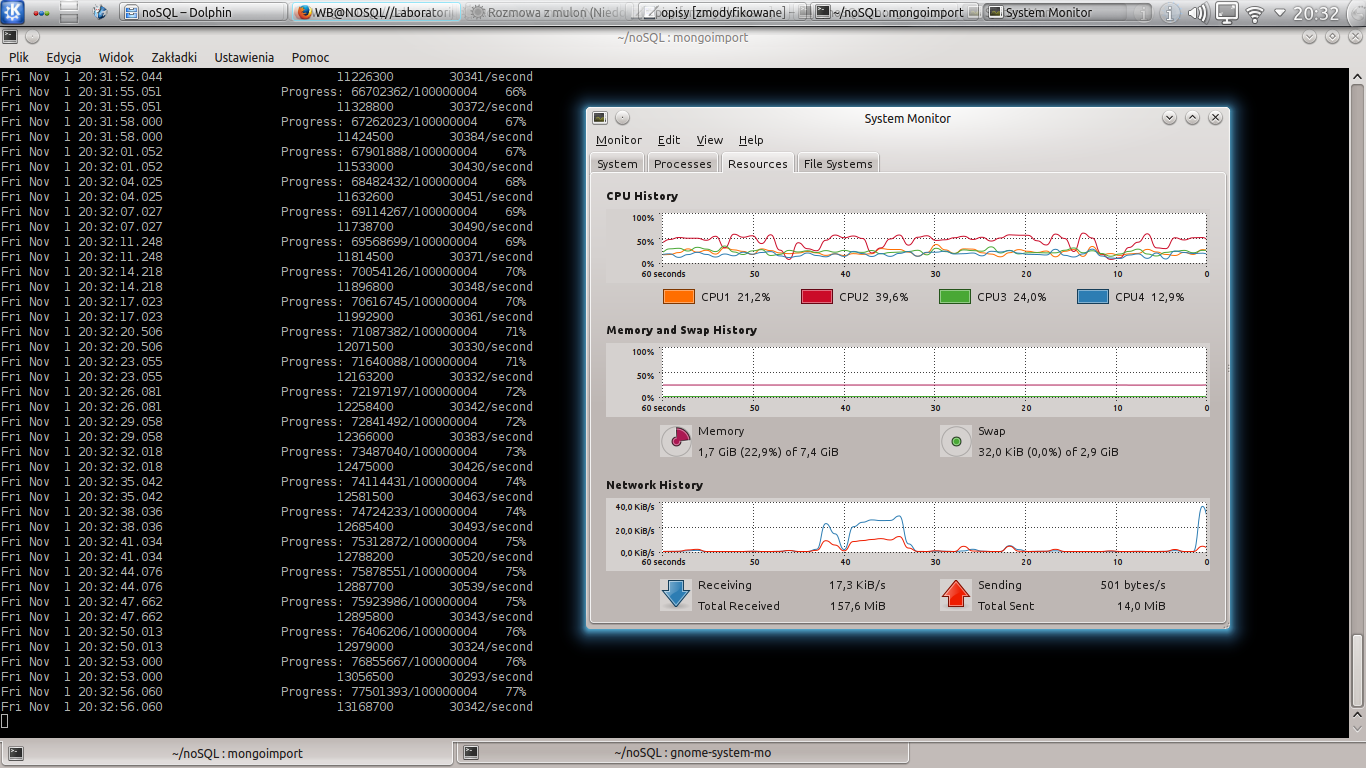 noSQL – Dolphin
WB@NOSQL//Laborator
Rozmowa z mulon (Nied
opisy [zmodyfikowane]
~/noSQL : mongoimport
System Monitor
20:32
~/noSQL : mongoimport
Plik Edycja Widok Zakładki Ustawienia Pomoc
Fri Nov 1 20:31:52.044 11226300 30341/second
Fri Nov 1 20:31:55.051 Progress: 66702362/100000004 66%
Fri Nov 1 20:31:55.051 11328800 30372/second
Fri Nov 1 20:31:58.000 Progress: 67262023/100000004 67%
Fri Nov 1 20:31:58.000 11424500 30384/second
Fri Nov 1 20:32:01.052 Progress: 67901888/100000004 67%
Fri Nov 1 20:32:01.052 11533000 30430/second
Fri Nov 1 20:32:04.025 Progress: 68482432/100000004 68%
Fri Nov 1 20:32:04.025 11632600 30451/second
Fri Nov 1 20:32:07.027 Progress: 69114267/100000004 69%
Fri Nov 1 20:32:07.027 11738700 30490/second
Fri Nov 1 20:32:11.248 Progress: 69568699/100000004 69%
Fri Nov 1 20:32:11.248 11814500 30371/second
Fri Nov 1 20:32:14.218 Progress: 70054126/100000004 70%
Fri Nov 1 20:32:14.218 11896800 30348/second
Fri Nov 1 20:32:17.023 Progress: 70616745/100000004 70%
Fri Nov 1 20:32:17.023 11992900 30361/second
Fri Nov 1 20:32:20.506 Progress: 71087382/100000004 71%
Fri Nov 1 20:32:20.506 12071500 30330/second
Fri Nov 1 20:32:23.055 Progress: 71640088/100000004 71%
Fri Nov 1 20:32:23.055 12163200 30332/second
Fri Nov 1 20:32:26.081 Progress: 72197197/100000004 72%
Fri Nov 1 20:32:26.081 12258400 30342/second
Fri Nov 1 20:32:29.058 Progress: 72841492/100000004 72%
Fri Nov 1 20:32:29.058 12366000 30383/second
Fri Nov 1 20:32:32.018 Progress: 73487040/100000004 73%
Fri Nov 1 20:32:32.018 12475000 30426/second
Fri Nov 1 20:32:35.042 Progress: 74114431/100000004 74%
Fri Nov 1 20:32:35.042 12581500 30463/second
Fri Nov 1 20:32:38.036 Progress: 74724233/100000004 74%
Fri Nov 1 20:32:38.036 12685400 30493/second
Fri Nov 1 20:32:41.034 Progress: 75312872/100000004 75%
Fri Nov 1 20:32:41.034 12788200 30520/second
Fri Nov 1 20:32:44.076 Progress: 75878551/100000004 75%
Fri Nov 1 20:32:44.076 12887700 30539/second
Fri Nov 1 20:32:47.662 Progress: 75923986/100000004 75%
Fri Nov 1 20:32:47.662 12895800 30343/second
Fri Nov 1 20:32:50.013 Progress: 76406206/100000004 76%
Fri Nov 1 20:32:50.013 12979000 30324/second
Fri Nov 1 20:32:53.000 Progress: 76855667/100000004 76%
Fri Nov 1 20:32:53.000 13056500 30293/second
Fri Nov 1 20:32:56.060 Progress: 77501393/100000004 77%
Fri Nov 1 20:32:56.060 13168700 30342/second
System Monitor
Monitor Edit View Help
System Processes Resources File Systems
CPU History
100%
50%
0%
60 seconds 50 40 30 20 10 0
CPU1 21,2% CPU2 39,6% CPU3 24,0% CPU4 12,9%
Memory and Swap History
100%
50%
0%
60 seconds 50 40 30 20 10 0
Memory Swap
1,7 GiB (22,9%) of 7,4 GiB 32,0 KiB (0,0%) of 2,9 GiB
Network History
40,0 KiB/s
20,0 KiB/s
0,0 KiB/s
60 seconds 50 40 30 20 10 0
Receiving 17,3 KiB/s Sending 501 bytes/s
Total Received 157,6 MiB Total Sent 14,0 MiB
~/noSQL : mongoimport ~/noSQL : gnome-system-mo